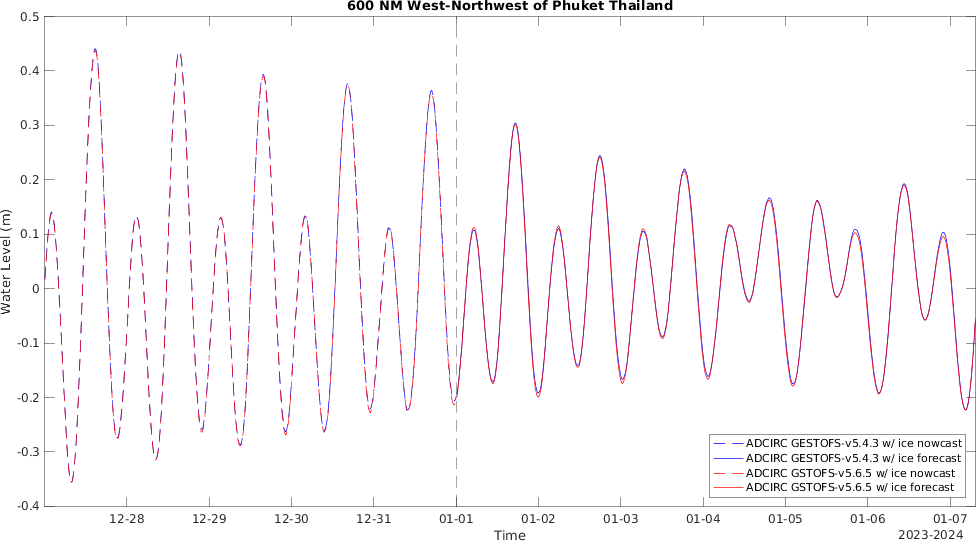 600 NM West-Northwest of Phuket Thailand
0.5
0.4
0.3
0.2
0.1
0
-0.1
-0.2
-0.3
-0.4
Water Level (m)
ADCIRC GESTOFS-v5.4.3 w/ ice nowcast
ADCIRC GESTOFS-v5.4.3 w/ ice forecast
ADCIRC GSTOFS-v5.6.5 w/ ice nowcast
ADCIRC GSTOFS-v5.6.5 w/ ice forecast
12-28 12-29 12-30 12-31 01-01 01-02 01-03 01-04 01-05 01-06 01-07
Time
2023-2024